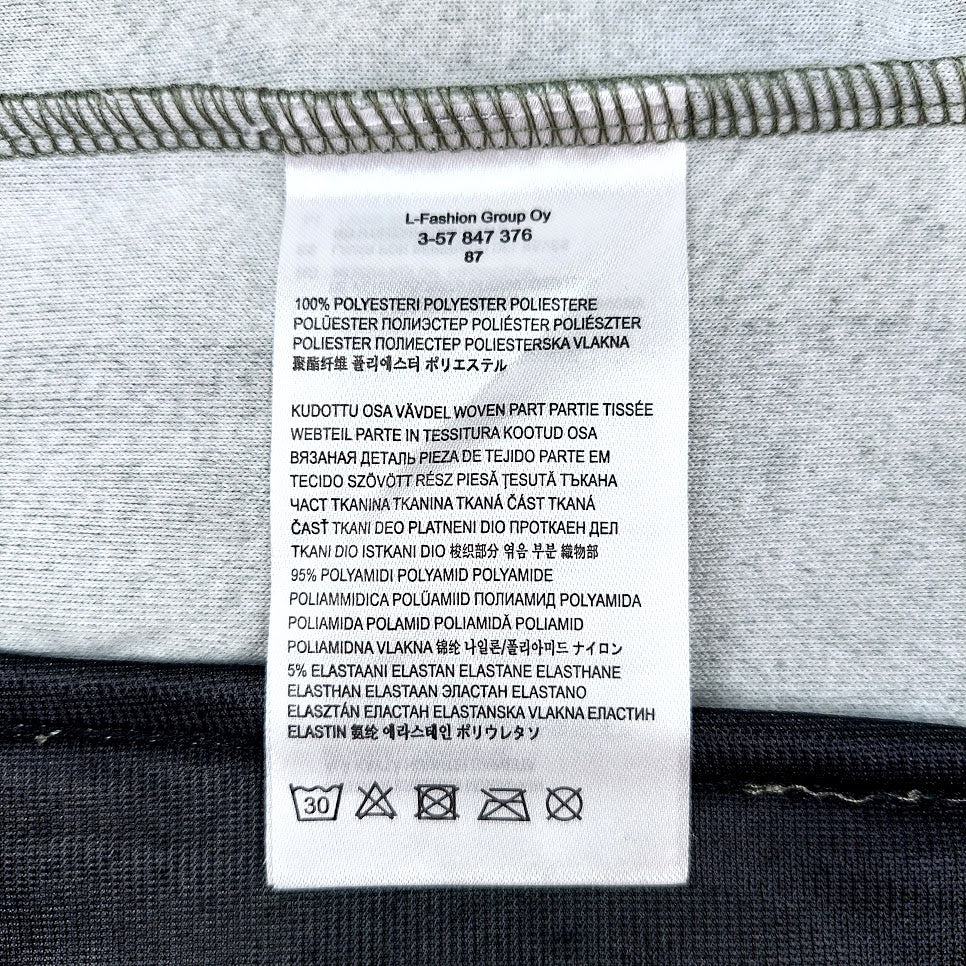 L-Fashion Group Oy
3-57 847 376
87
100% POLYESTERI POLYESTER POLIESTERE
POLÜESTER ПОЛИЭСТЕР POLIÉSTER POLIÉSZTER
POLIESTER ПОЛИЕСТЕР POLIESTERSKA VLAKNA
聚酯纤维 폴리에스터 ポリエステル
KUDOTTU OSA VÄVDEL WOVEN PART PARTIE TISSÉE
WEBTEIL PARTE IN TESSITURA KOOTUD OSA
ВЯЗАНАЯ ДЕТАЛЬ PIEZA DE TEJIDO PARTE EM
TECIDO SZÖVÖTT RÉSZ PIESĂ ŢESUTĂ ТЪКАНА
ЧАСТ TKANINA TKANINA TKANÁ ČÁST TKANÁ
ČASŤ TKANI DEO PLATNENI DIO ПРОТКАЕН ДЕЛ
TKANI DIO ISTKANI DIO 梭织部分 엮음 부분 織物部
95% POLYAMIDI POLYAMID POLYAMIDE
POLIAMMIDICA POLÜAMIID ПОЛИАМИД POLYAMIDA
POLIAMIDA POLAMID POLIAMIDĂ POLIAMID
POLIAMIDNA VLAKNA 锦纶 나일론/폴리아미드 ナイロン
5% ELASTAANI ELASTAN ELASTANE ELASTHANE
ELASTHAN ELASTAAN ЭЛАСТАН ELASTANO
ELASZTÁN ЕЛАСТАН ELASTANSKA VLAKNA ЕЛАСТИН
ELASTIN 氨纶 에라스테인 ポリウレタン
30